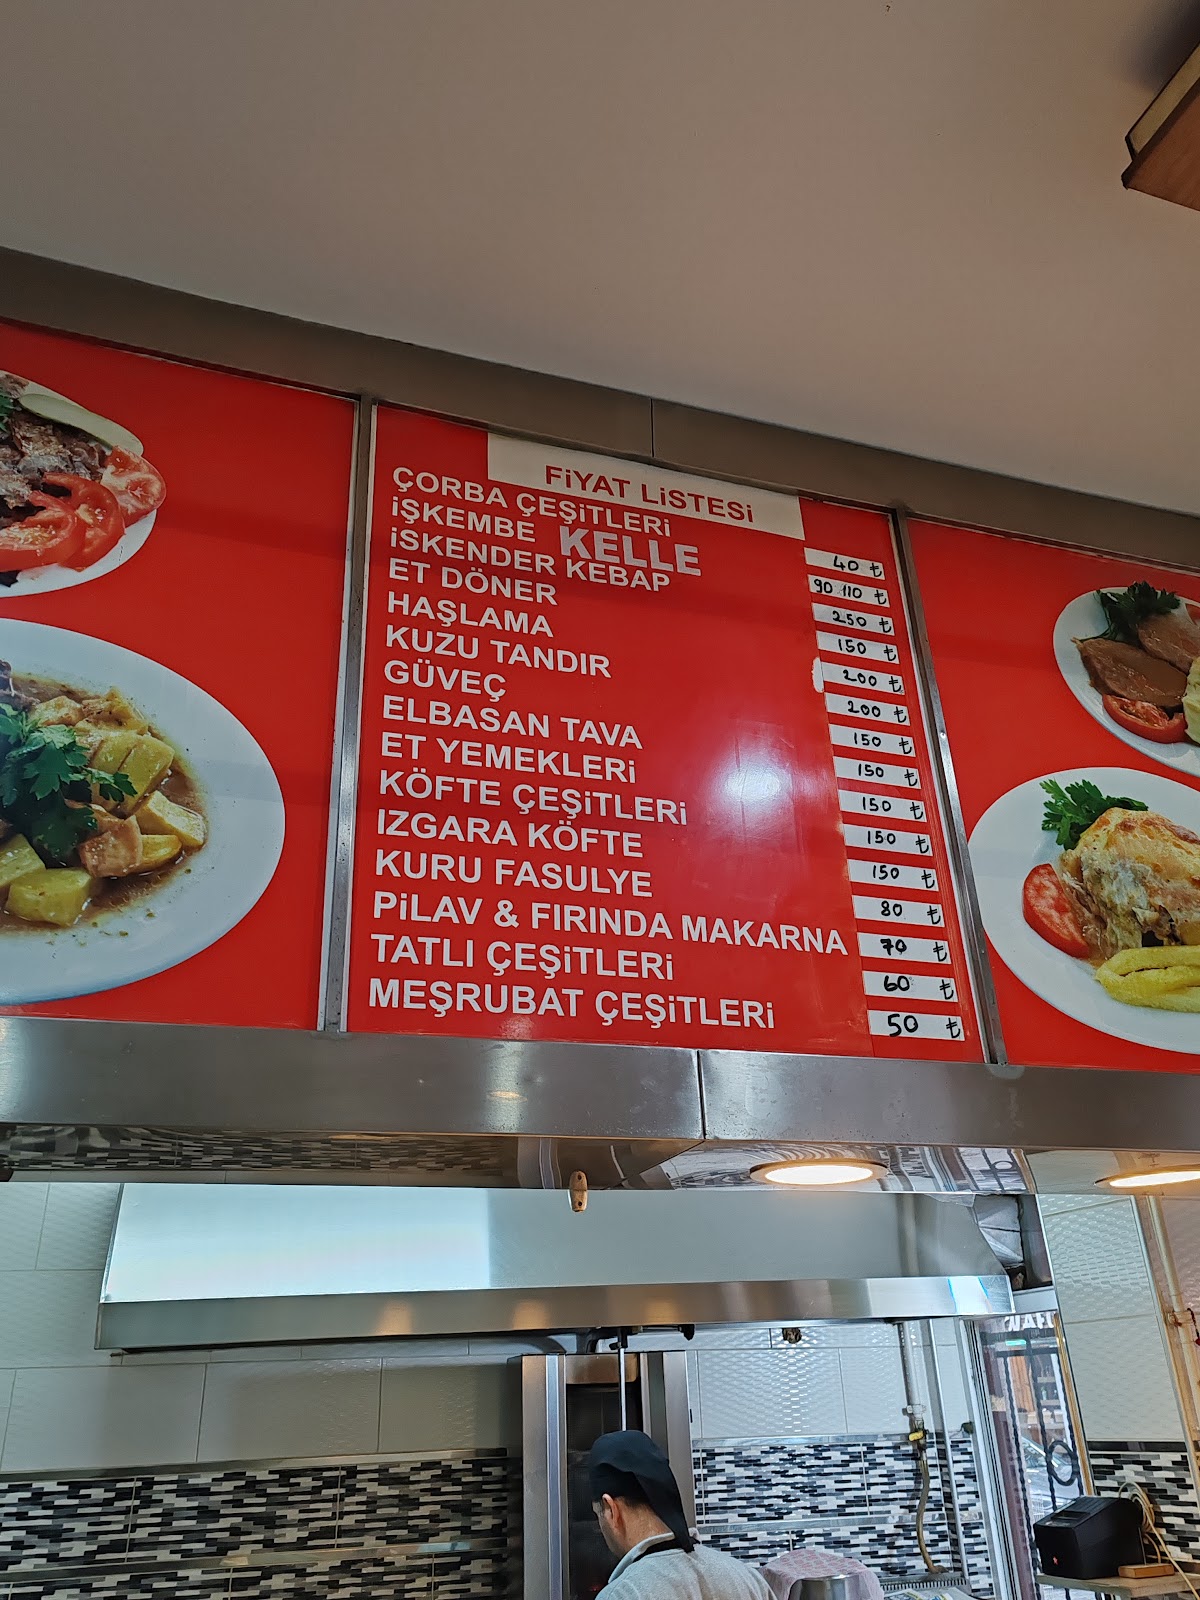 FİYAT LİSTESİ
ÇORBA ÇEŞİTLERİ 40 ₺
İŞKEMBE KELLE 90 110 ₺
İSKENDER KEBAP 250 ₺
ET DÖNER 150 ₺
HAŞLAMA 200 ₺
KUZU TANDIR 200 ₺
GÜVEÇ 150 ₺
ELBASAN TAVA 150 ₺
ET YEMEKLERİ 150 ₺
KÖFTE ÇEŞİTLERİ 150 ₺
IZGARA KÖFTE 150 ₺
KURU FASULYE 80 ₺
PİLAV & FIRINDA MAKARNA 70 ₺
TATLI ÇEŞİTLERİ 60 ₺
MEŞRUBAT ÇEŞİTLERİ 50 ₺